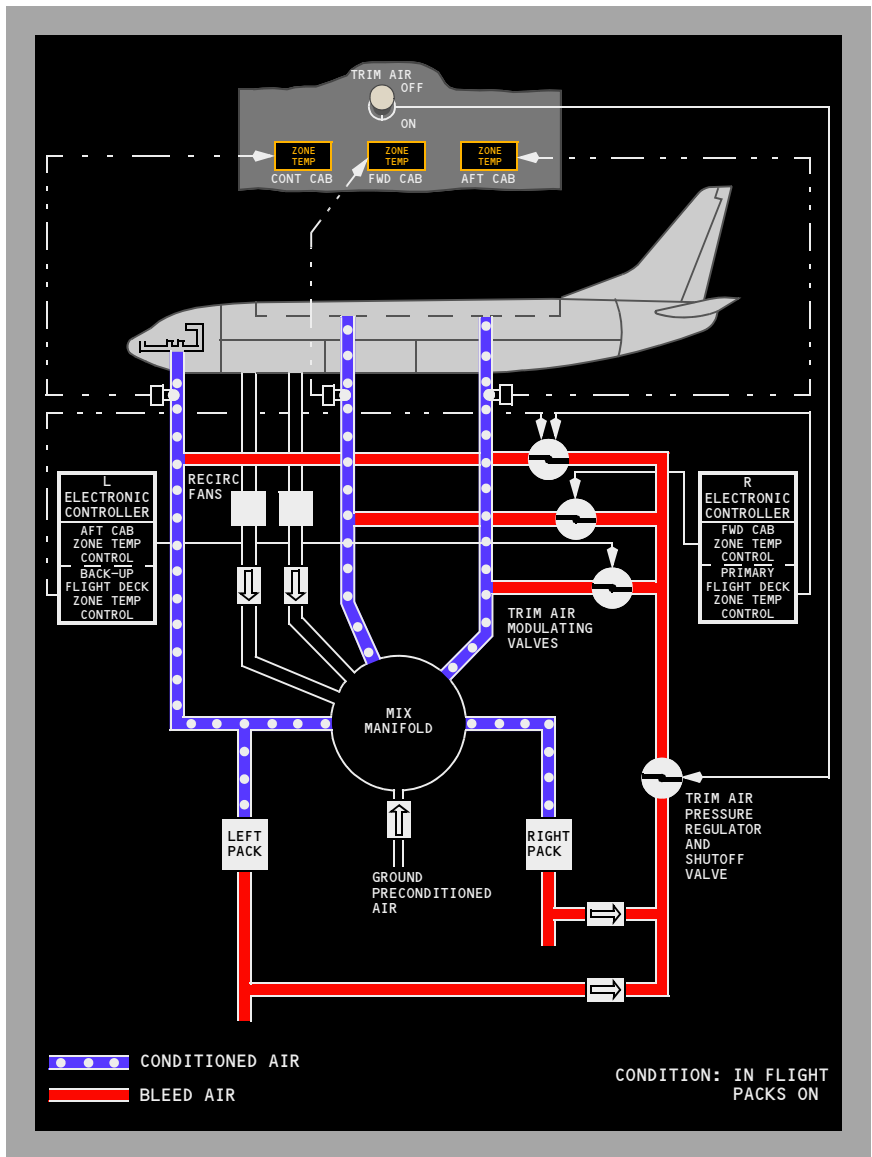 TRIM AIR
OFF
ON
ZONE
TEMP
ZONE
TEMP
ZONE
TEMP
CONT CAB
FWD CAB
AFT CAB
RECIRC
FANS
L
ELECTRONIC
CONTROLLER
AFT CAB
ZONE TEMP
CONTROL
BACK-UP
FLIGHT DECK
ZONE TEMP
CONTROL
R
ELECTRONIC
CONTROLLER
FWD CAB
ZONE TEMP
CONTROL
PRIMARY
FLIGHT DECK
ZONE TEMP
CONTROL
TRIM AIR
MODULATING
VALVES
MIX
MANIFOLD
LEFT
PACK
RIGHT
PACK
TRIM AIR
PRESSURE
REGULATOR
AND
SHUTOFF
VALVE
GROUND
PRECONDITIONED
AIR
CONDITIONED AIR
BLEED AIR
CONDITION: IN FLIGHT
PACKS ON